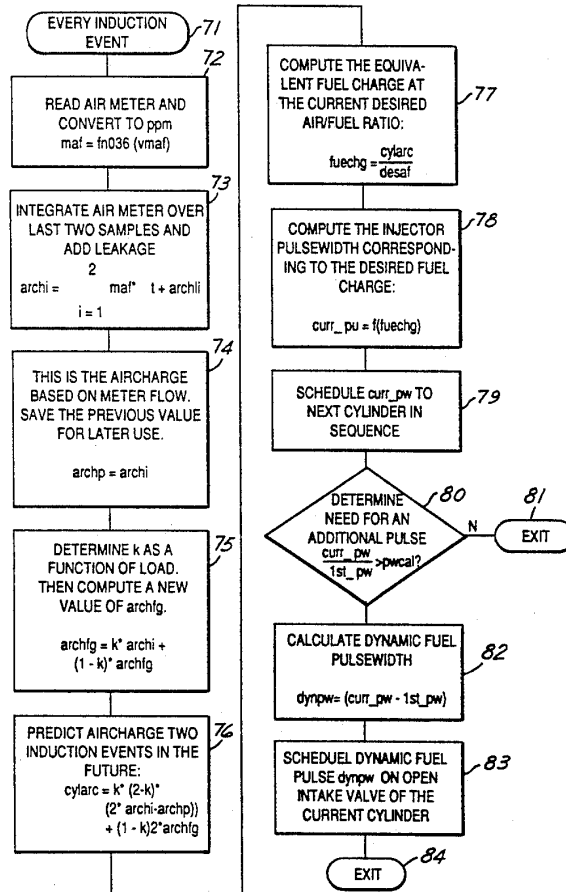 EVERY INDUCTION
EVENT
71
72
READ AIR METER AND
CONVERT TO ppm
maf = fn036 (vmaf)
73
INTEGRATE AIR METER OVER
LAST TWO SAMPLES AND
ADD LEAKAGE
2
archi = maf* t + archli
i = 1
74
THIS IS THE AIRCHARGE
BASED ON METER FLOW.
SAVE THE PREVIOUS VALUE
FOR LATER USE.
archp = archi
75
DETERMINE k AS A
FUNCTION OF LOAD.
THEN COMPUTE A NEW
VALUE OF archfg.
archfg = k* archi +
(1 - k)* archfg
76
PREDICT AIRCHARGE TWO
INDUCTION EVENTS IN THE
FUTURE:
cylarc = k* (2-k)*
(2* archi-archp))
+ (1 - k)2*archfg
77
COMPUTE THE EQUIVA-
LENT FUEL CHARGE AT
THE CURRENT DESIRED
AIR/FUEL RATIO:
cylarc
fuechg =
desaf
78
COMPUTE THE INJECTOR
PULSEWIDTH CORRESPOND-
ING TO THE DESIRED FUEL
CHARGE:
curr_ pu = f(fuechg)
79
SCHEDULE curr_pw TO
NEXT CYLINDER IN
SEQUENCE
80
DETERMINE
NEED FOR AN
ADDITIONAL PULSE
curr_ pw
>pwcal?
1st_ pw
N
81
EXIT
82
CALCULATE DYNAMIC FUEL
PULSEWIDTH
dynpw= (curr_pw - 1st_pw)
83
SCHEDUEL DYNAMIC FUEL
PULSE dynpw ON OPEN
INTAKE VALVE OF THE
CURRENT CYLINDER
EXIT
84